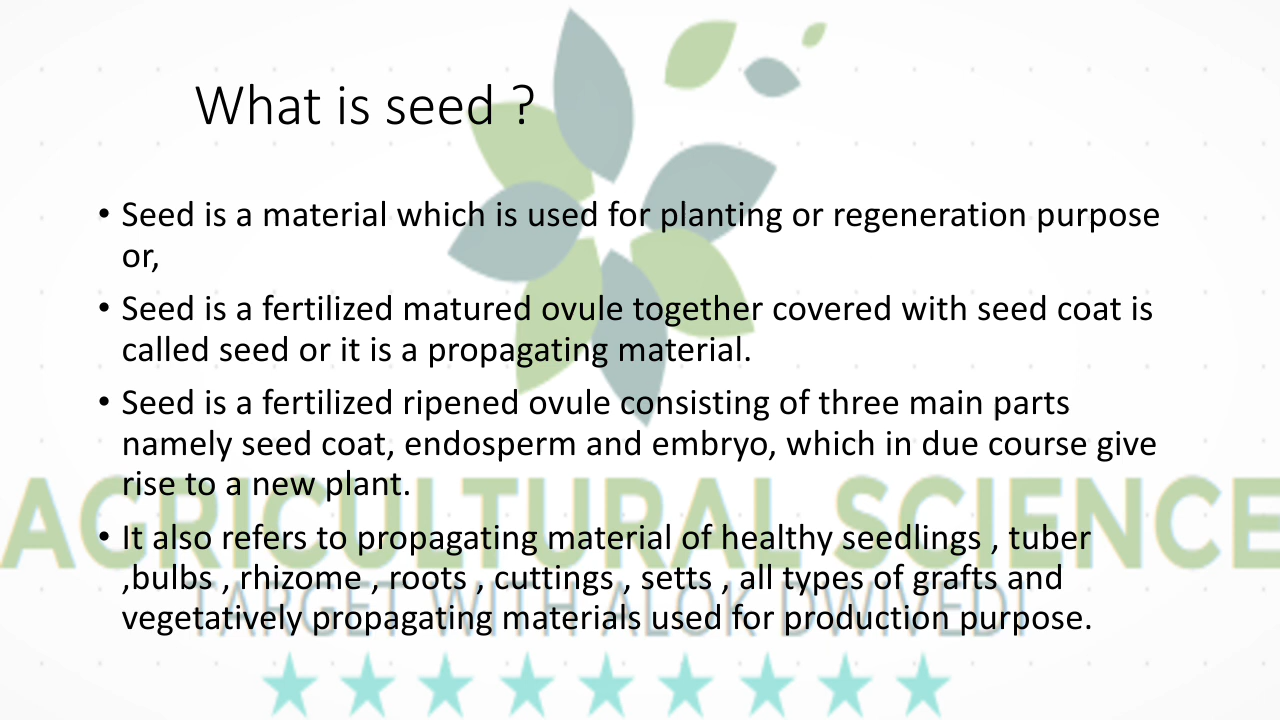 What is seed ?
• Seed is a material which is used for planting or regeneration purpose
or,
• Seed is a fertilized matured ovule together covered with seed coat is
called seed or it is a propagating material.
• Seed is a fertilized ripened ovule consisting of three main parts
namely seed coat, endosperm and embryo, which in due course give
rise to a new plant.
AGRICULTURAL SCIENCE
• It also refers to propagating material of healthy seedlings , tuber
,bulbs , rhizome , roots , cuttings , setts , all types of grafts and
TARGET WITH ALOK DWIVEDI
vegetatively propagating materials used for production purpose.